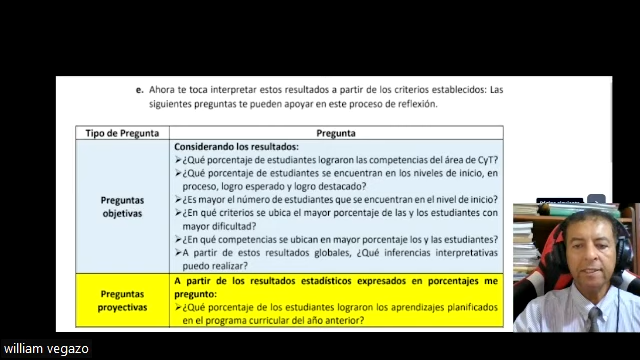 e. Ahora te toca interpretar estos resultados a partir de los criterios establecidos: Las
siguientes preguntas te pueden apoyar en este proceso de reflexión.
Tipo de Pregunta
Pregunta
Preguntas
objetivas
Considerando los resultados:
➢¿Qué porcentaje de estudiantes lograron las competencias del área de CyT?
➢¿Qué porcentaje de estudiantes se encuentran en los niveles de inicio, en
proceso, logro esperado y logro destacado?
➢¿Es mayor el número de estudiantes que se encuentran en el nivel de inicio?
➢¿En qué criterios se ubica el mayor porcentaje de las y los estudiantes con
mayor dificultad?
➢¿En qué competencias se ubican en mayor porcentaje los y las estudiantes?
➢A partir de estos resultados globales, ¿Qué inferencias interpretativas
puedo realizar?
Preguntas
proyectivas
A partir de los resultados estadísticos expresados en porcentajes me
pregunto:
➢¿Qué porcentaje de los estudiantes lograron los aprendizajes planificados
en el programa curricular del año anterior?
william vegazo